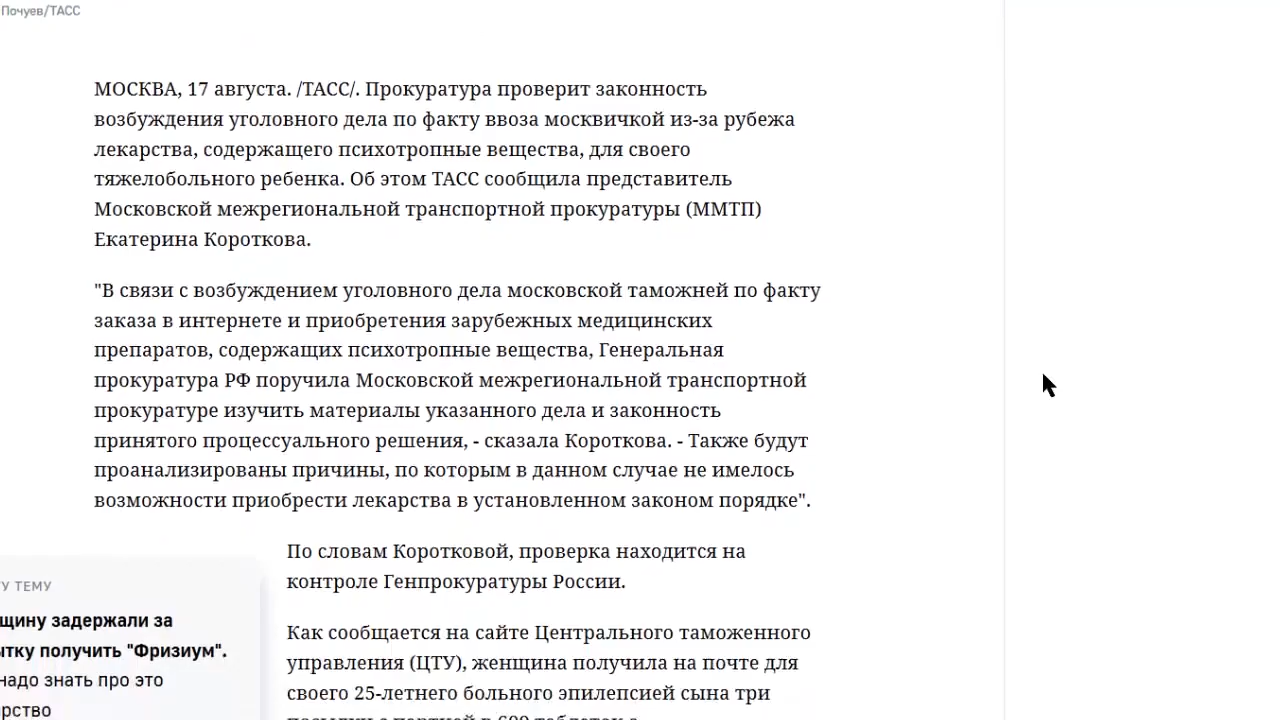 Почуев/ТАСС
МОСКВА, 17 августа. /ТАСС/. Прокуратура проверит законность
возбуждения уголовного дела по факту ввоза москвичкой из-за рубежа
лекарства, содержащего психотропные вещества, для своего
тяжелобольного ребенка. Об этом ТАСС сообщила представитель
Московской межрегиональной транспортной прокуратуры (ММТП)
Екатерина Короткова.
"В связи с возбуждением уголовного дела московской таможней по факту
заказа в интернете и приобретения зарубежных медицинских
препаратов, содержащих психотропные вещества, Генеральная
прокуратура РФ поручила Московской межрегиональной транспортной
прокуратуре изучить материалы указанного дела и законность
принятого процессуального решения, - сказала Короткова. - Также будут
проанализированы причины, по которым в данном случае не имелось
возможности приобрести лекарства в установленном законом порядке".
По словам Коротковой, проверка находится на
контроле Генпрокуратуры России.
У ТЕМУ
щину задержали за
ытку получить "Фризиум".
надо знать про это
рство
Как сообщается на сайте Центрального таможенного
управления (ЦТУ), женщина получила на почте для
своего 25-летнего больного эпилепсией сына три